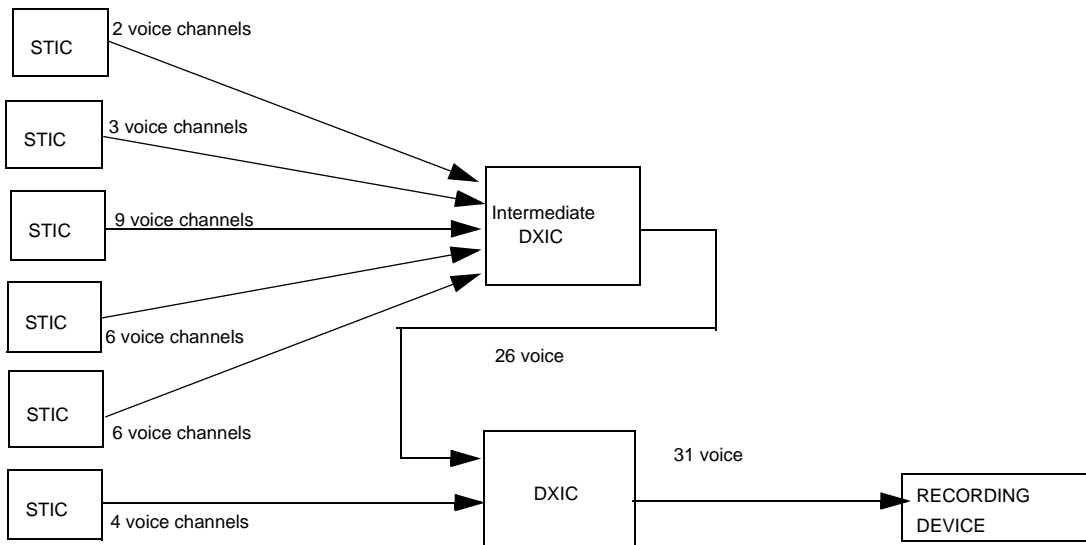 2 voice channels
STIC
3 voice channels
STIC
9 voice channels
STIC
Intermediate
DXIC
STIC
6 voice channels
26 voice
STIC
6 voice channels
31 voice
STIC
4 voice channels
DXIC
RECORDING
DEVICE